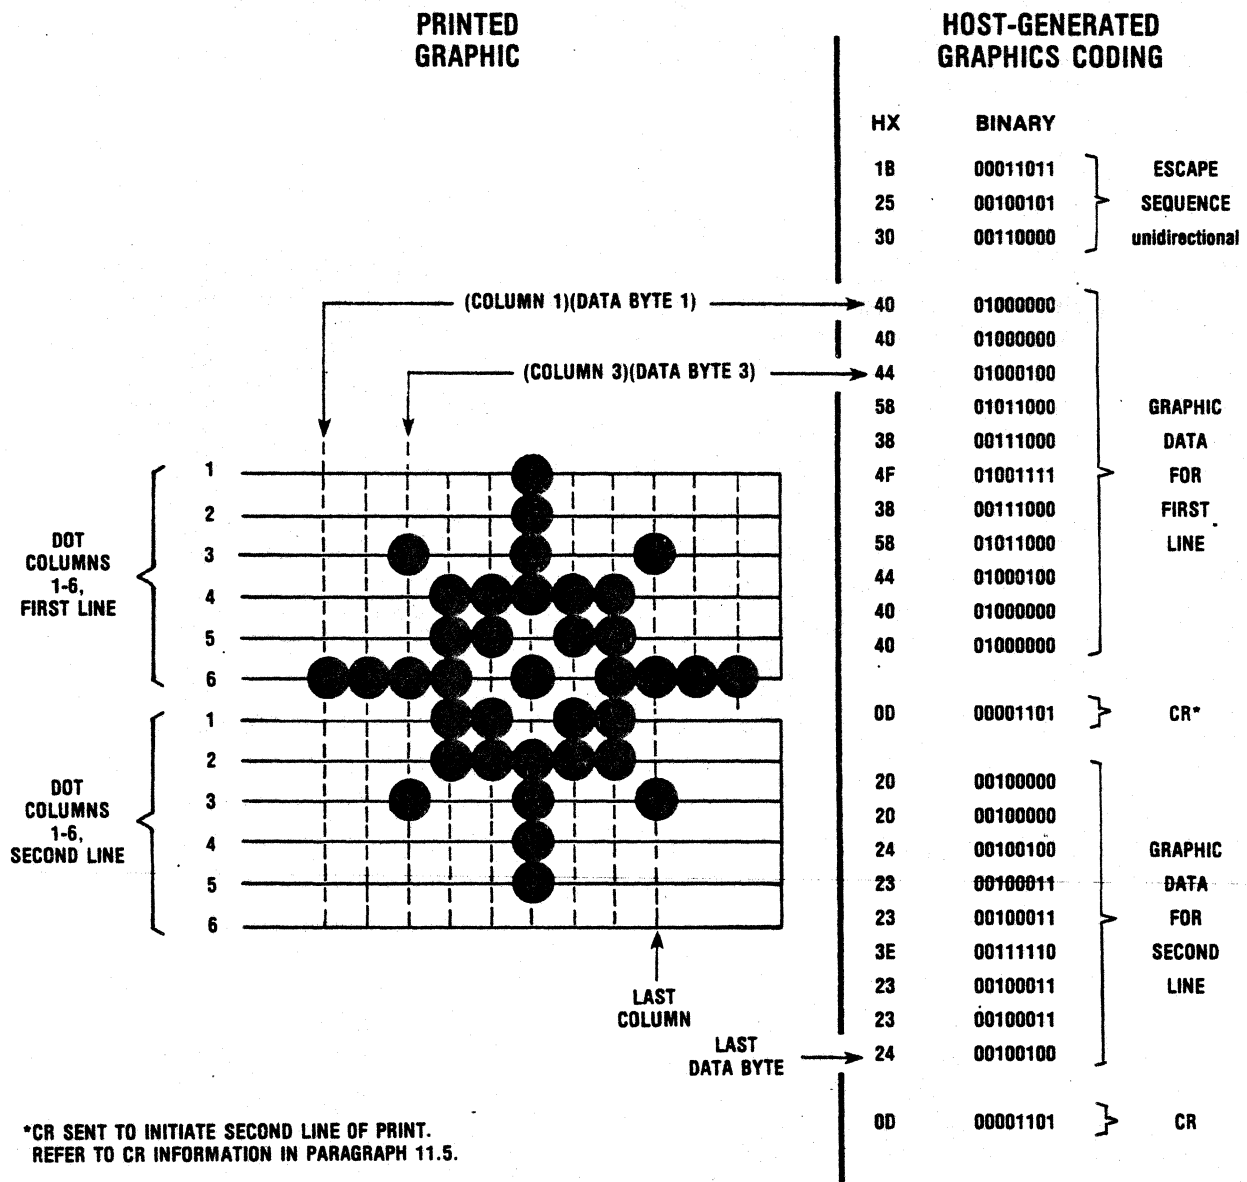 PRINTED
GRAPHIC
HOST-GENERATED
GRAPHICS CODING
HX BINARY
1B 00011011 ESCAPE
25 00100101 SEQUENCE
30 00110000 unidirectional
(COLUMN 1)(DATA BYTE 1) 40 01000000
40 01000000
(COLUMN 3)(DATA BYTE 3) 44 01000100
58 01011000 GRAPHIC
38 00111000 DATA
4F 01001111 FOR
38 00111000 FIRST
58 01011000 LINE
44 01000100
40 01000000
40 01000000
DOT
COLUMNS
1-6,
FIRST LINE
1
2
3
4
5
6
0D 00001101 CR*
DOT
COLUMNS
1-6,
SECOND LINE
1
2
3
4
5
6
20 00100000
20 00100000
24 00100100 GRAPHIC
23 00100011 DATA
23 00100011 FOR
3E 00111110 SECOND
23 00100011 LINE
23 00100011
LAST
COLUMN
LAST
DATA BYTE
24 00100100
0D 00001101 CR
*CR SENT TO INITIATE SECOND LINE OF PRINT.
REFER TO CR INFORMATION IN PARAGRAPH 11.5.